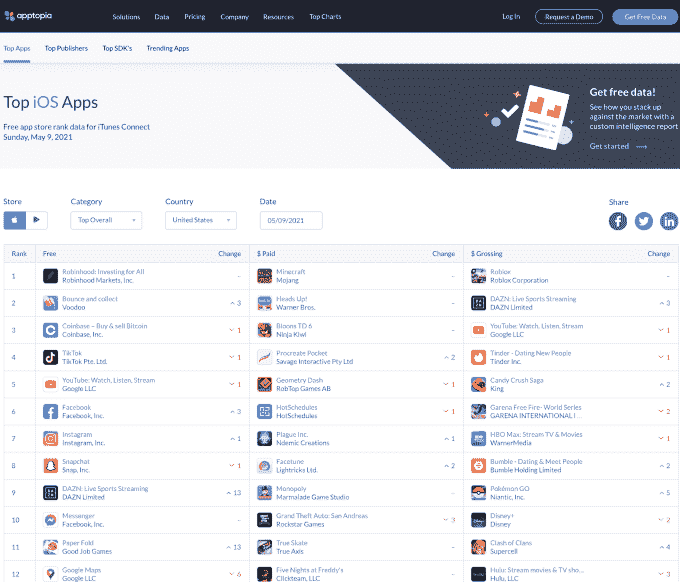 apptopia
Solutions Data Pricing Company Resources Top Charts Log In Request a Demo Get Free Data
Top Apps Top Publishers Top SDK's Trending Apps
Top iOS Apps
Free app store rank data for iTunes Connect
Sunday, May 9, 2021
Get free data!
See how you stack up
against the market with a
custom intelligence report
Get started
Store Category Country Date Share
Top Overall United States 05/09/2021
Rank Free Change $ Paid Change $ Grossing Change
1 Robinhood: Investing for All – Minecraft – Roblox –
Robinhood Markets, Inc. Mojang Roblox Corporation
2 Bounce and collect 3 Heads Up! – DAZN: Live Sports Streaming 3
Voodoo Warner Bros. DAZN Limited
3 Coinbase – Buy & sell Bitcoin 1 Bloons TD 6 – YouTube: Watch, Listen, Stream 1
Coinbase, Inc. Ninja Kiwi Google LLC
4 TikTok 1 Procreate Pocket 2 Tinder - Dating New People 1
TikTok Pte. Ltd. Savage Interactive Pty Ltd Tinder Inc.
5 YouTube: Watch, Listen, Stream 1 Geometry Dash 1 Candy Crush Saga 2
Google LLC RobTop Games AB King
6 Facebook 3 HotSchedules 1 Garena Free Fire- World Series 2
Facebook, Inc. HotSchedules GARENA INTERNATIONAL I ...
7 Instagram 1 Plague Inc. 1 HBO Max: Stream TV & Movies 1
Instagram, Inc. Ndemic Creations WarnerMedia
8 Snapchat 1 Facetune 2 Bumble - Dating & Meet People 2
Snap, Inc. Lightricks Ltd. Bumble Holding Limited
9 DAZN: Live Sports Streaming 13 Monopoly – Pokémon GO 5
DAZN Limited Marmalade Game Studio Niantic, Inc.
10 Messenger – Grand Theft Auto: San Andreas 3 Disney+ 2
Facebook, Inc. Rockstar Games Disney
11 Paper Fold 13 True Skate – Clash of Clans 4
Good Job Games True Axis Supercell
12 Google Maps 6 Five Nights at Freddy's – Hulu: Stream movies & TV sho... 3
Google LLC Clickteam, LLC Hulu, LLC